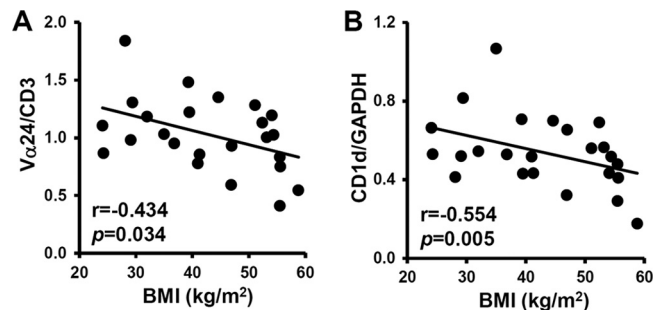 A
Vα24/CD3
2.0
1.5
1.0
0.5
0.0
r=-0.434
p=0.034
20 30 40 50 60
BMI (kg/m²)
B
CD1d/GAPDH
1.2
0.8
0.4
0.0
r=-0.554
p=0.005
20 30 40 50 60
BMI (kg/m²)